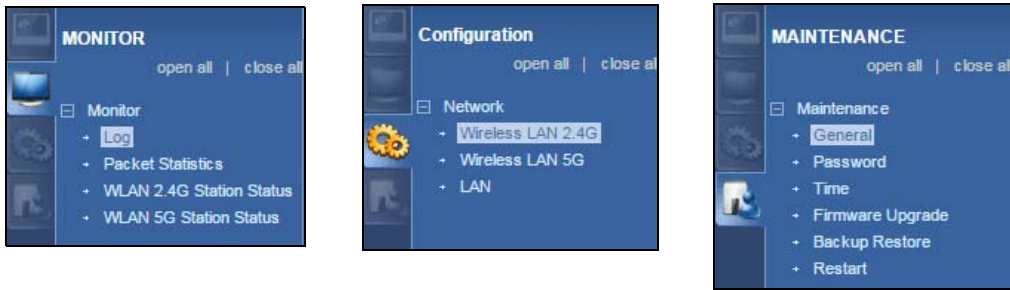 MONITOR
open all | close all
Monitor
Log
Packet Statistics
WLAN 2.4G Station Status
WLAN 5G Station Status
Configuration
open all | close al
Network
Wireless LAN 2.4G
Wireless LAN 5G
LAN
MAINTENANCE
open all | close al
Maintenance
General
Password
Time
Firmware Upgrade
Backup Restore
Restart